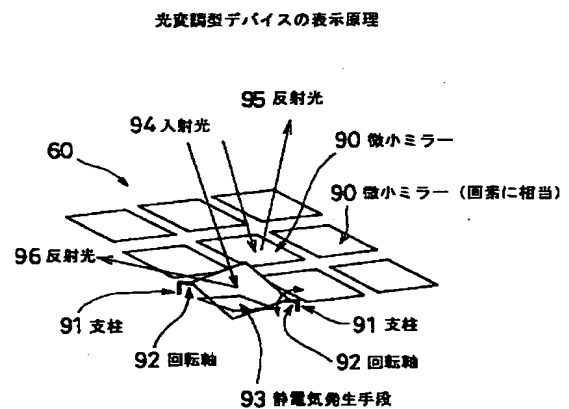 光変調型デバイスの表示原理
95 反射光
94 入射光
90 微小ミラー
60
90 微小ミラー (画素に相当)
96 反射光
91 支柱
91 支柱
92 回転軸
92 回転軸
93 静電気発生手段